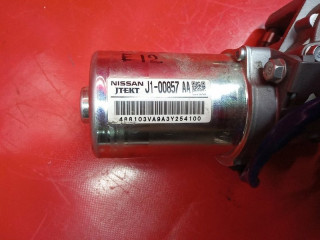 E12
NISSAN
JTEKT J1-00857 AA
488103VA9A3Y254100